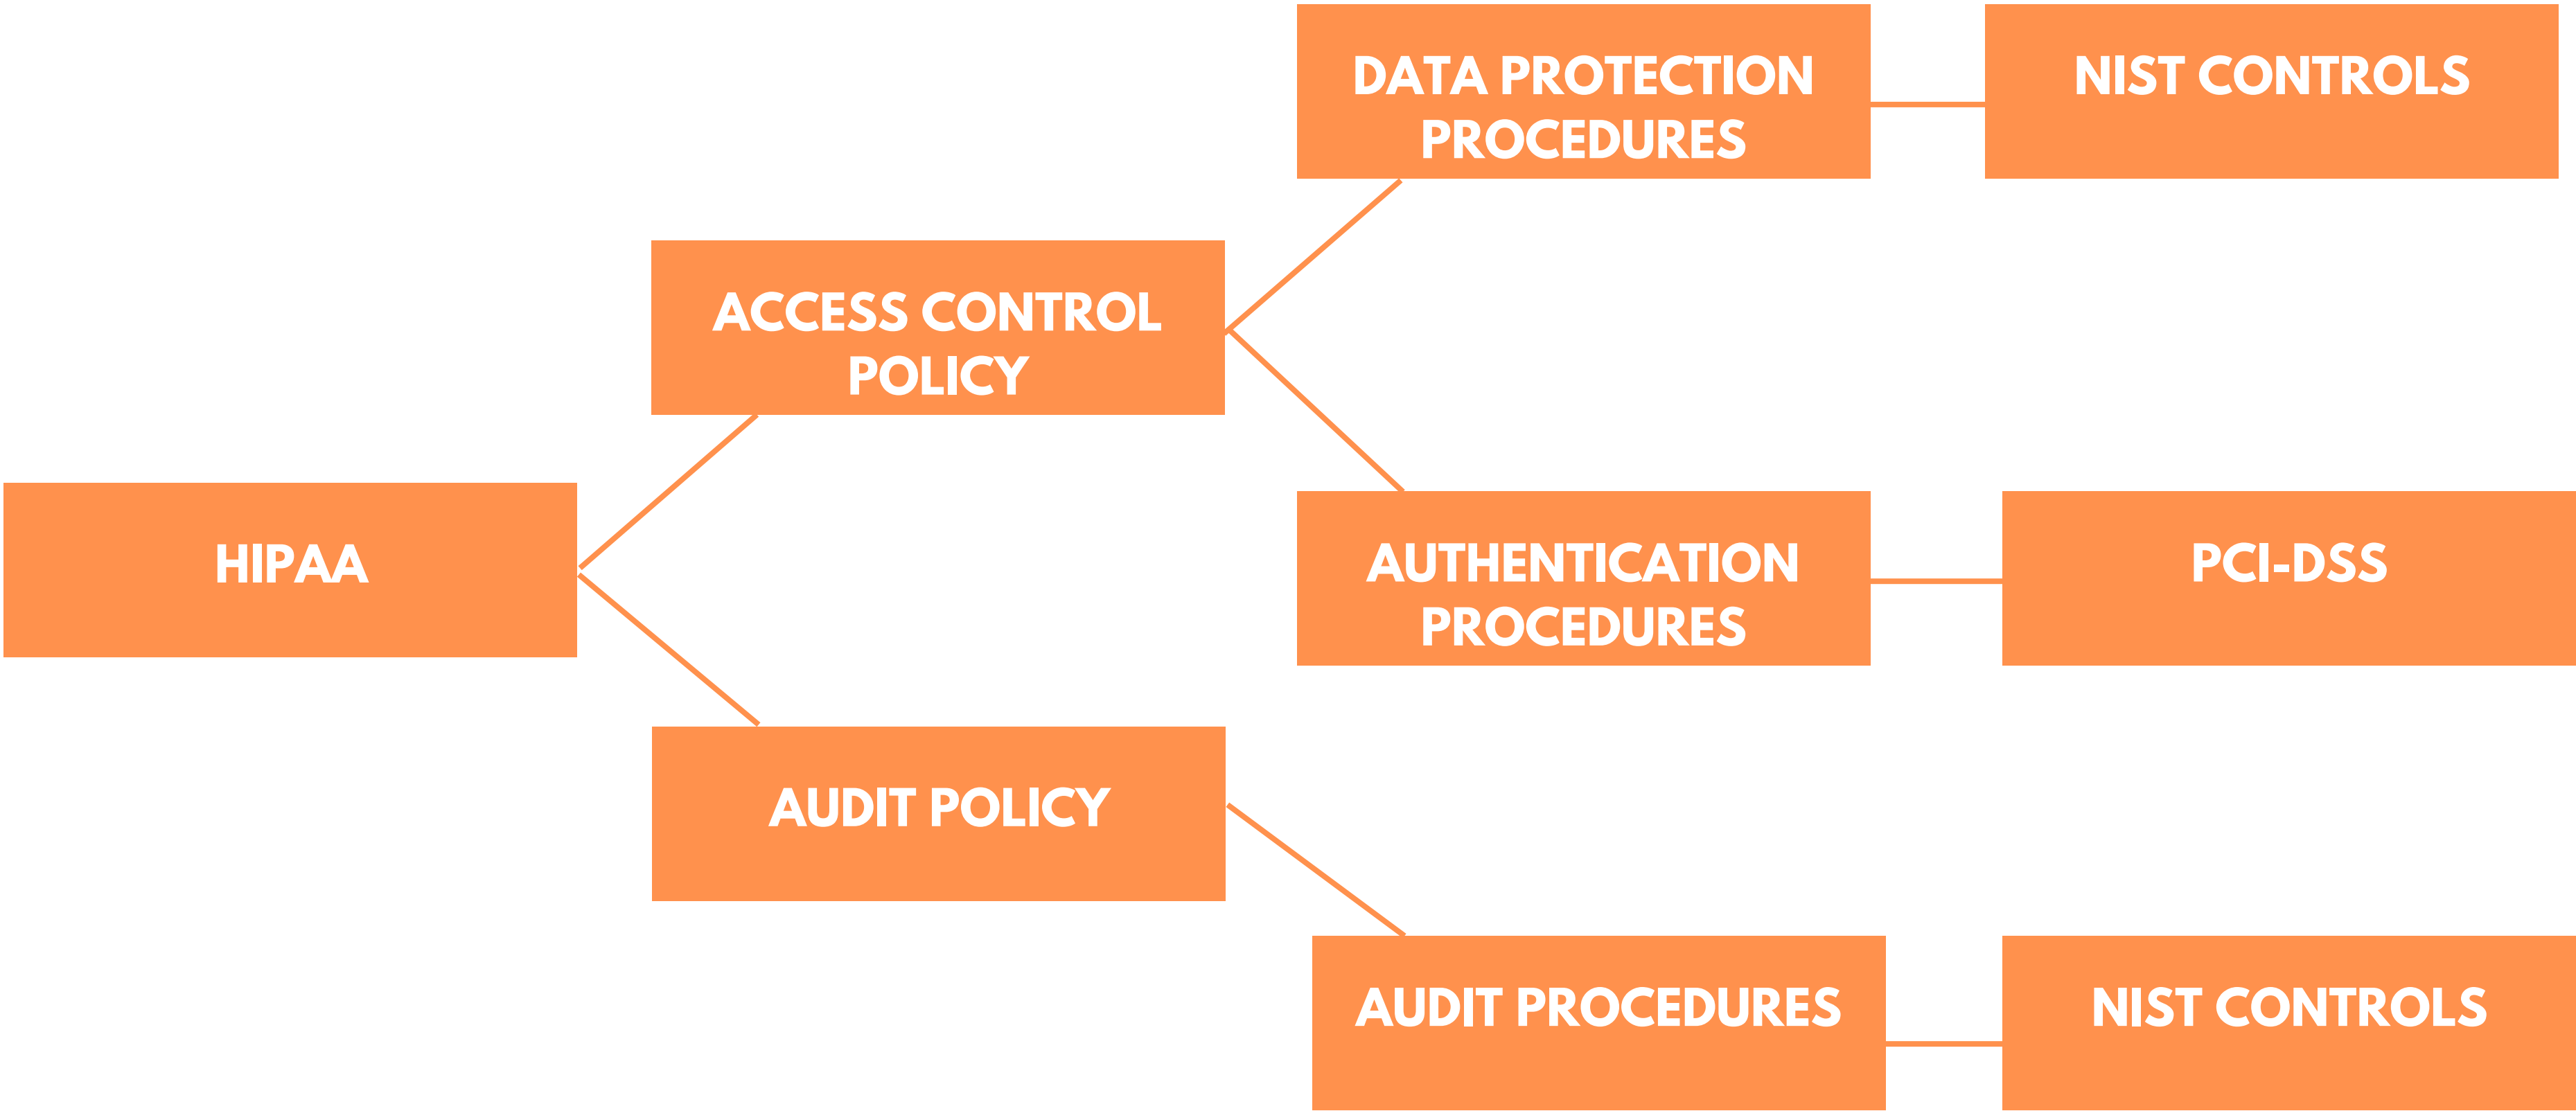 DATA PROTECTION
PROCEDURES
NIST CONTROLS
ACCESS CONTROL
POLICY
HIPAA
AUTHENTICATION
PROCEDURES
PCI-DSS
AUDIT POLICY
AUDIT PROCEDURES
NIST CONTROLS